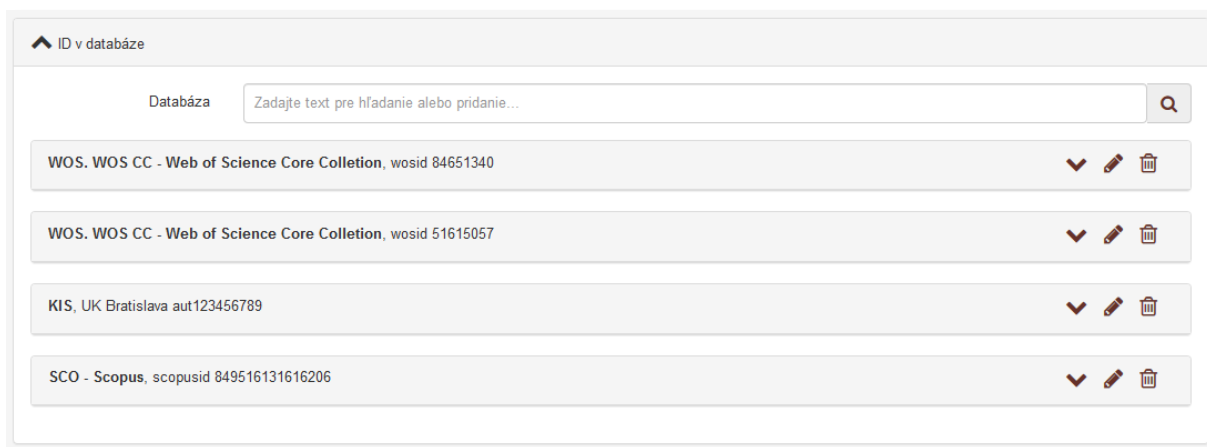 ID v databáze
Databáza Zadajte text pre hľadanie alebo pridanie...
WOS. WOS CC - Web of Science Core Colletion, wosid 84651340
WOS. WOS CC - Web of Science Core Colletion, wosid 51615057
KIS, UK Bratislava aut123456789
SCO - Scopus, scopusid 849516131616206